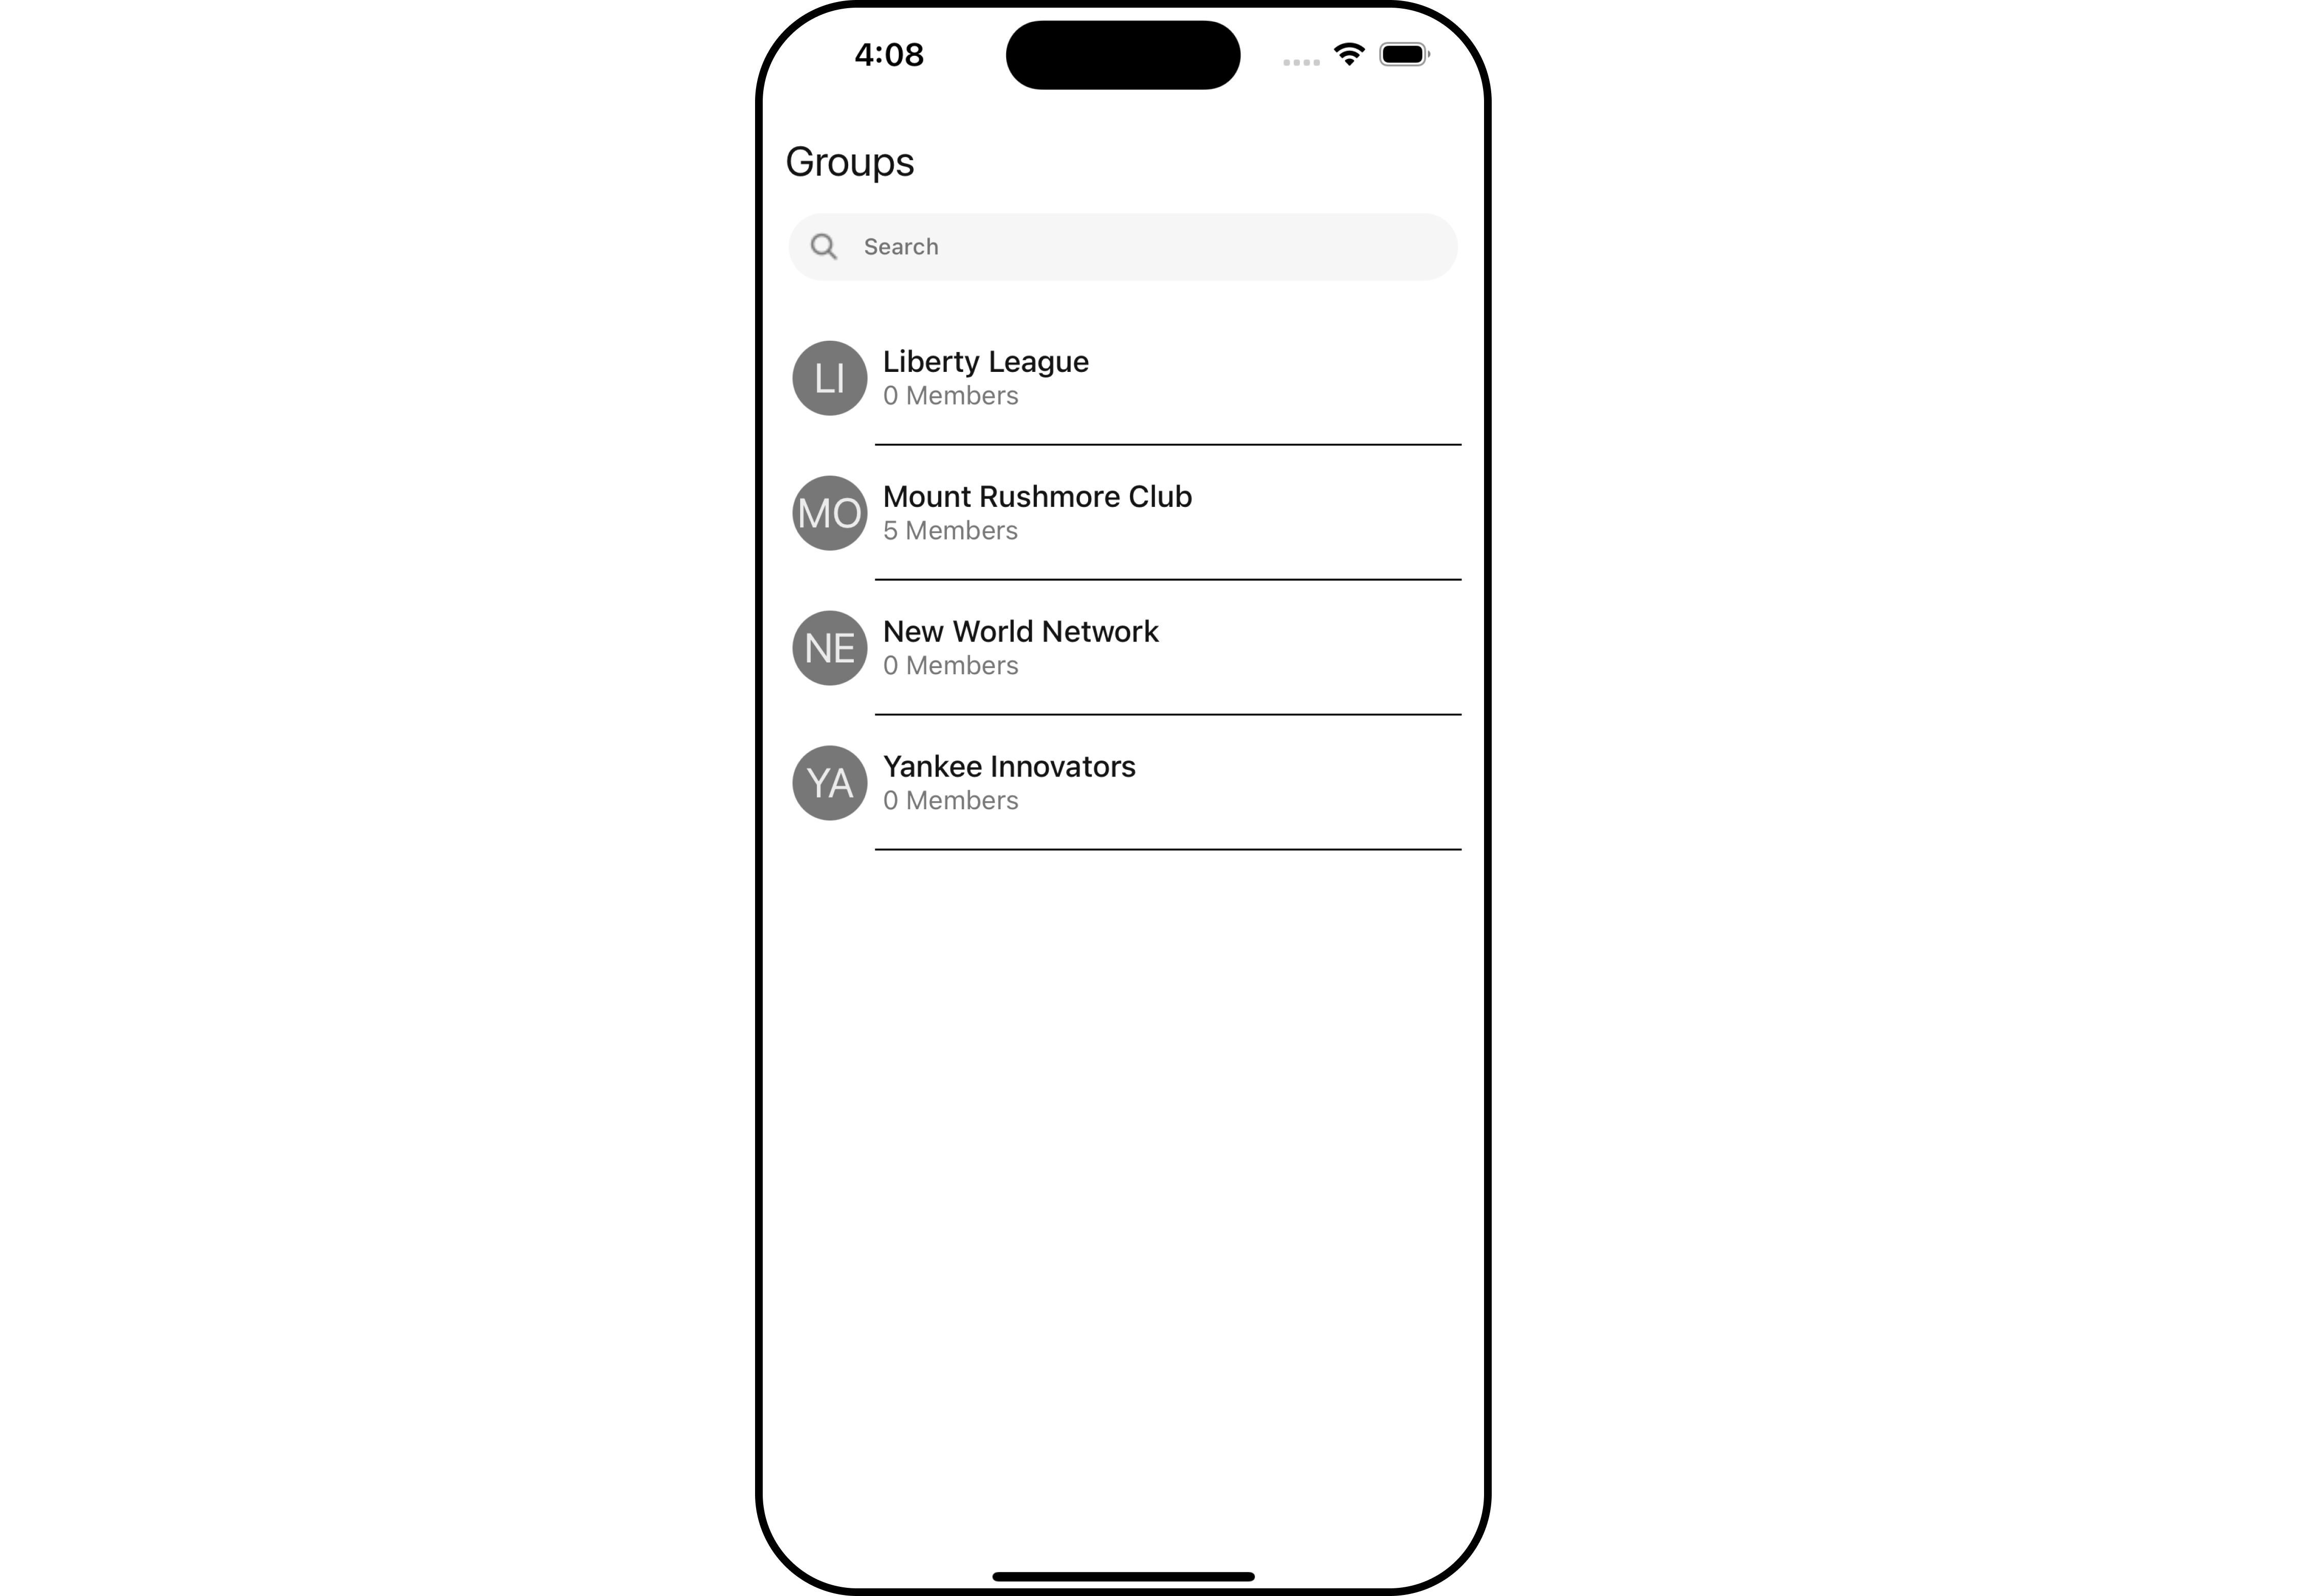 4:08
Groups
Search
LI
Liberty League
0 Members
MO
Mount Rushmore Club
5 Members
NE
New World Network
0 Members
YA
Yankee Innovators
0 Members